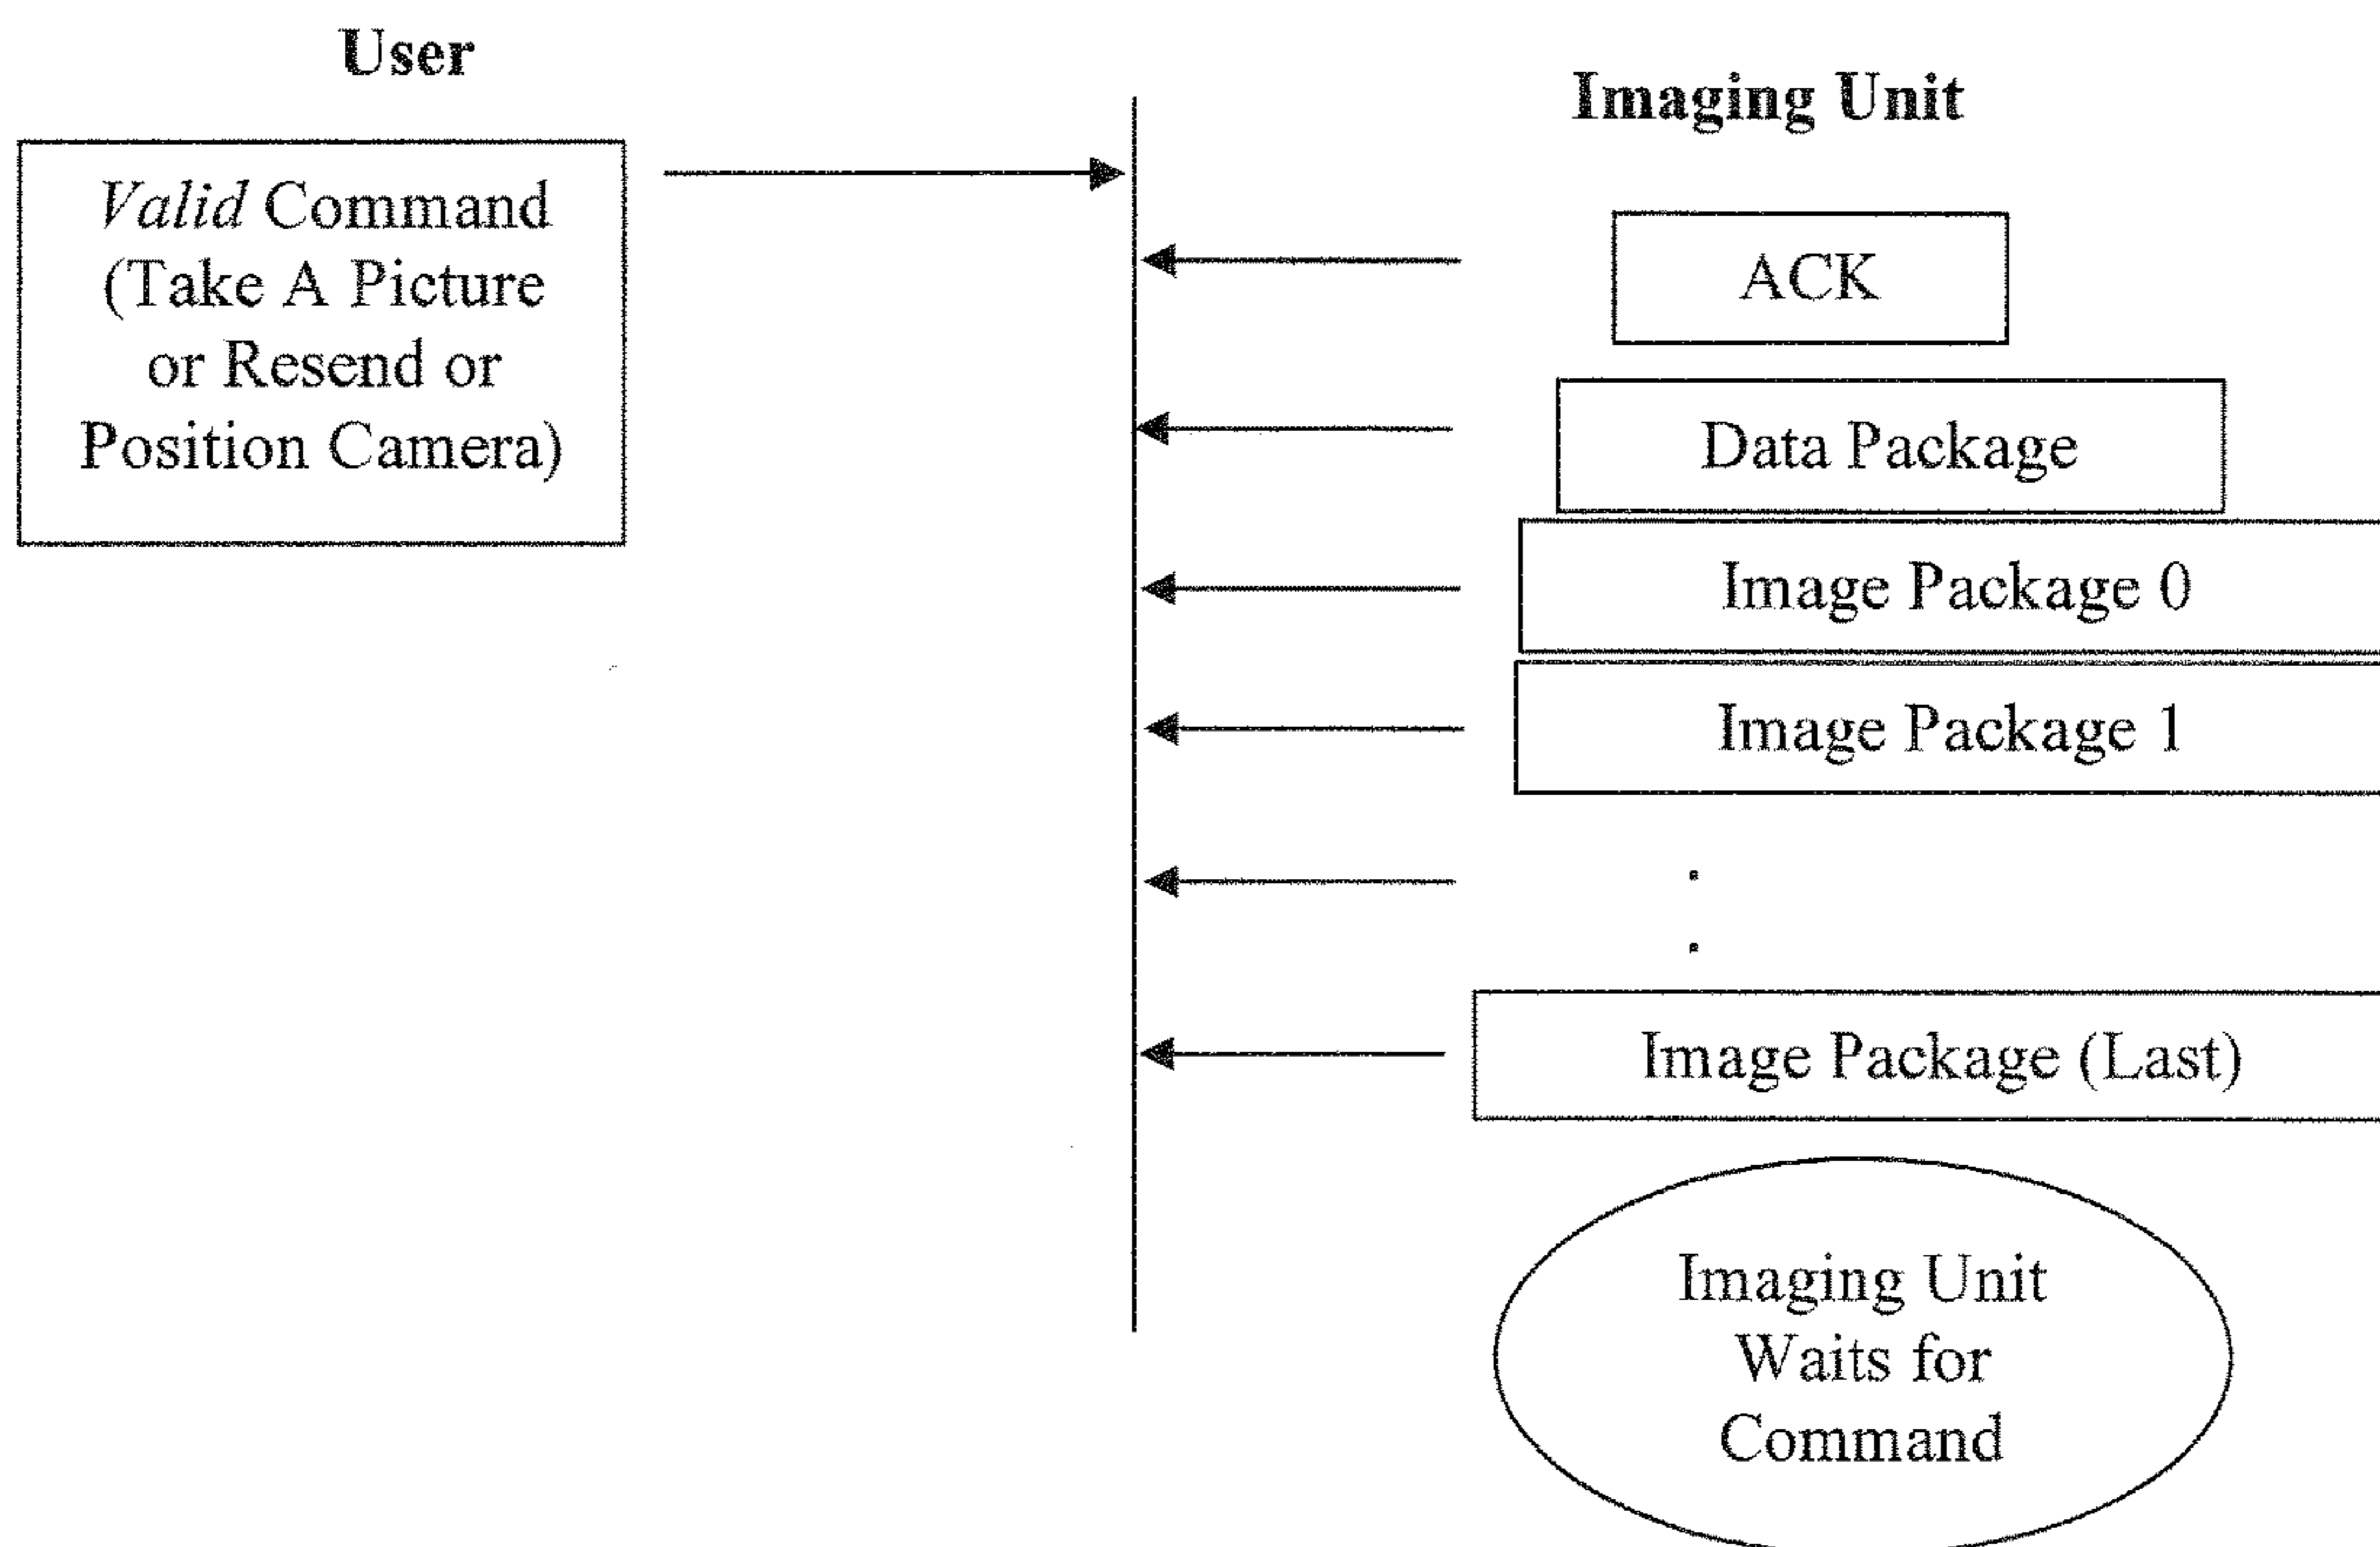 User
Imaging Unit
Valid Command
(Take A Picture
or Resend or
Position Camera)
ACK
Data Package
Image Package 0
Image Package 1
Image Package (Last)
Imaging Unit
Waits for
Command